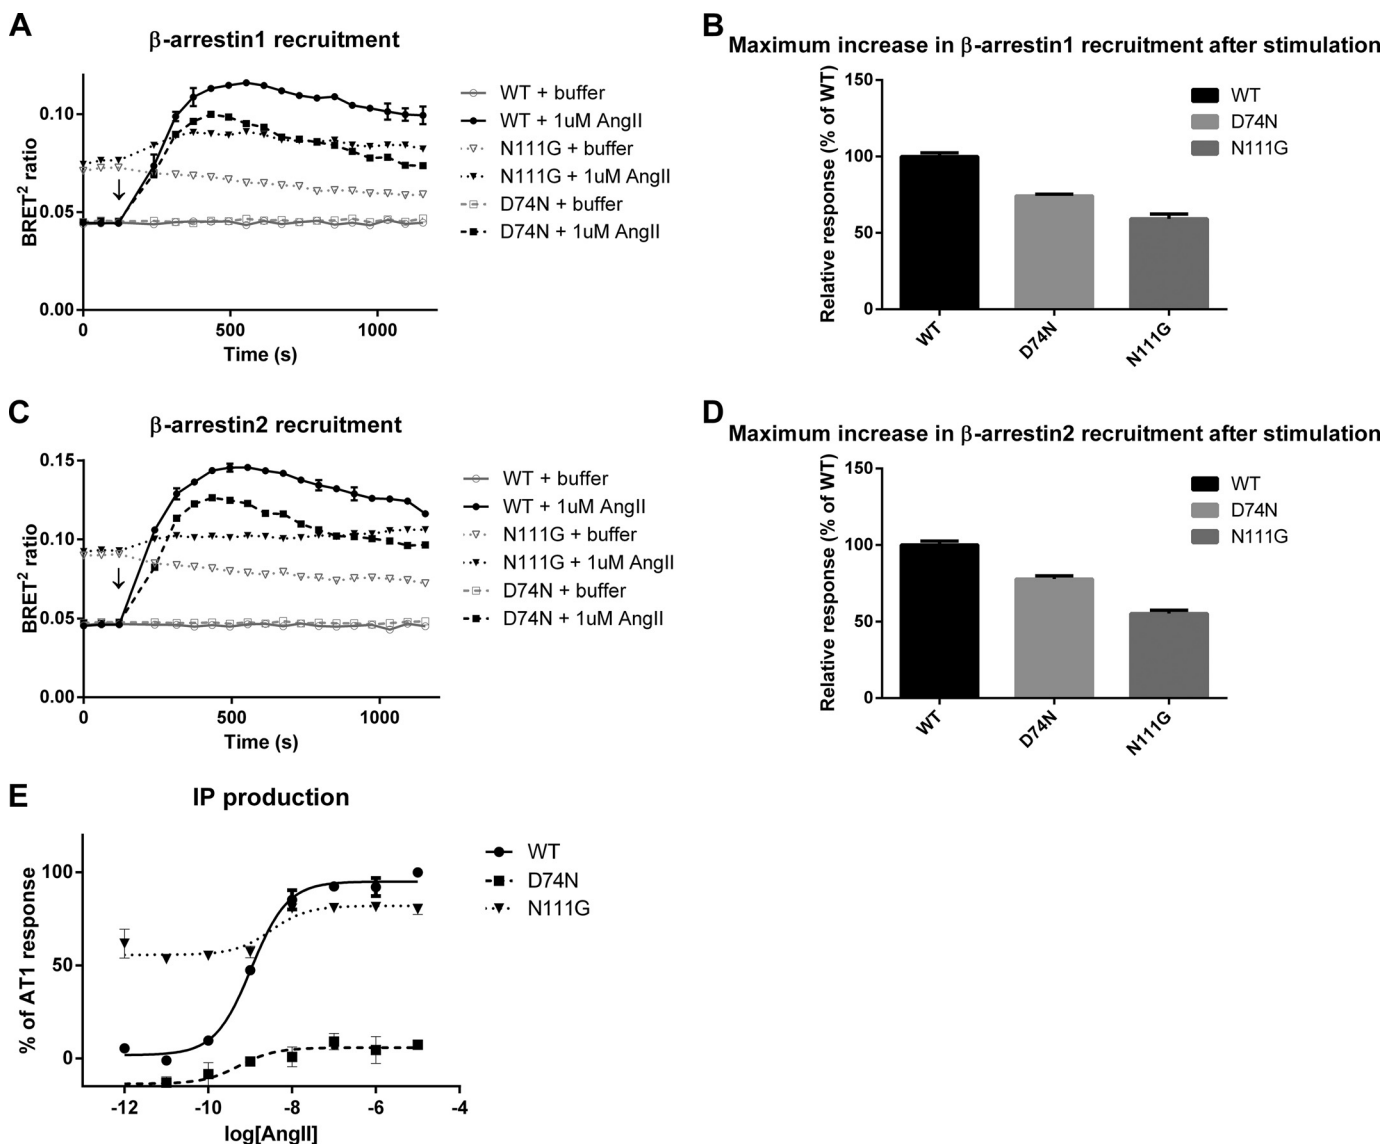 A
β-arrestin1 recruitment
BRET2 ratio
0.10
0.05
0.00
0
500
1000
Time (s)
WT + buffer
WT + 1uM AngII
N111G + buffer
N111G + 1uM AngII
D74N + buffer
D74N + 1uM AngII
B
Maximum increase in β-arrestin1 recruitment after stimulation
Relative response (% of WT)
150
100
50
0
WT
D74N
N111G
WT
D74N
N111G
C
β-arrestin2 recruitment
BRET2 ratio
0.15
0.10
0.05
0.00
0
500
1000
Time (s)
WT + buffer
WT + 1uM AngII
N111G + buffer
N111G + 1uM AngII
D74N + buffer
D74N + 1uM AngII
D
Maximum increase in β-arrestin2 recruitment after stimulation
Relative response (% of WT)
150
100
50
0
WT
D74N
N111G
WT
D74N
N111G
E
IP production
% of AT1 response
100
50
0
-12
-10
-8
-6
-4
log[AngII]
WT
D74N
N111G